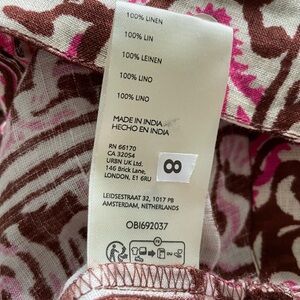 100% LINEN
100% LIN
100% LEINEN
100% LINO
100% LINO
MADE IN INDIA
HECHO EN INDIA
RN 66170
CA 32054
URBN UK Ltd.
146 Brick Lane,
LONDON, E1 6RU
8
LEIDSESTRAAT 32, 1017 PB
AMSTERDAM, NETHERLANDS
OBI692037